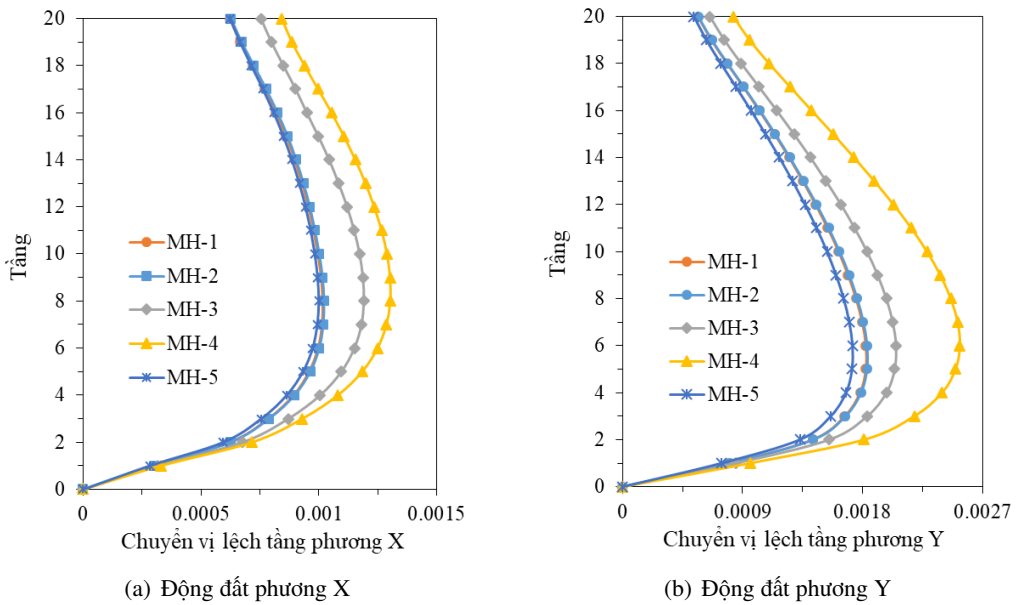 20
18
16
14
12
10
8
6
4
2
0
Tầng
MH-1
MH-2
MH-3
MH-4
MH-5
0
0.0005
0.001
0.0015
Chuyển vị lệch tầng phương X
(a) Động đất phương X
20
18
16
14
12
10
8
6
4
2
0
Tầng
MH-1
MH-2
MH-3
MH-4
MH-5
0
0.0009
0.0018
0.0027
Chuyển vị lệch tầng phương Y
(b) Động đất phương Y